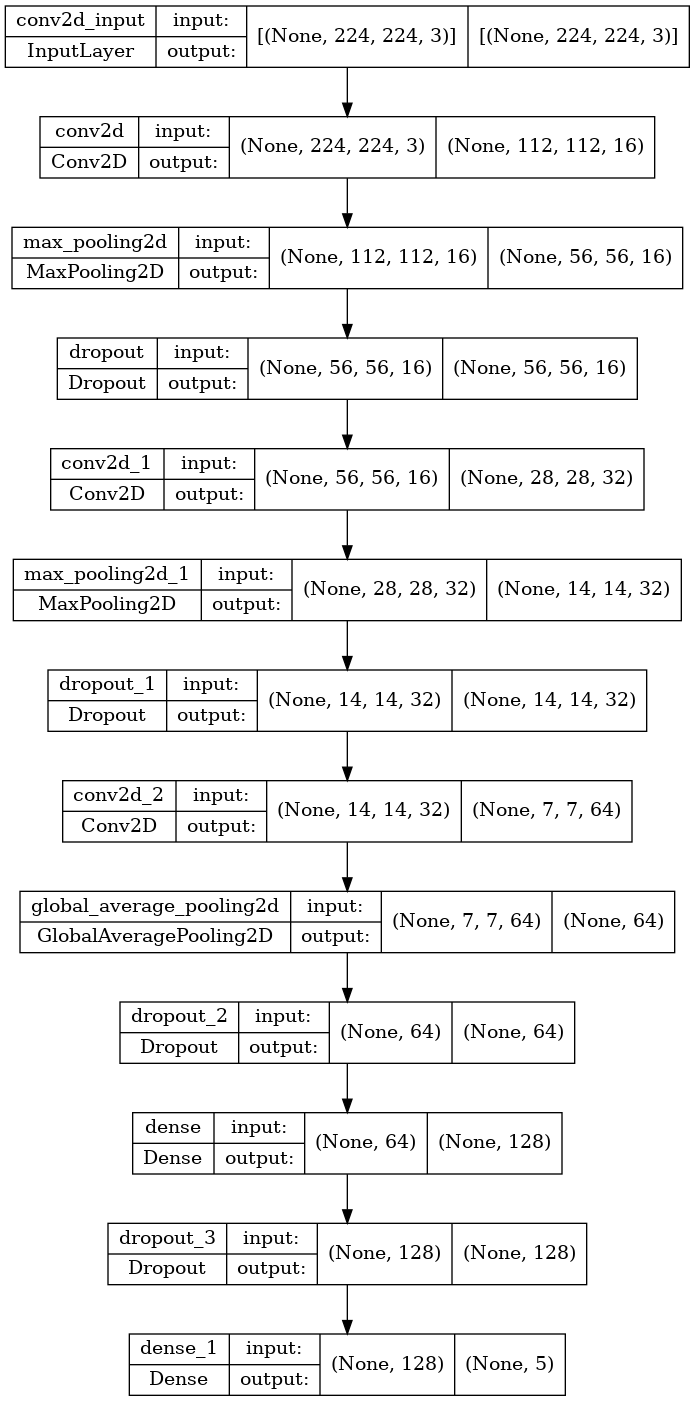 conv2d_input input: [(None, 224, 224, 3)] [(None, 224, 224, 3)]
InputLayer output:
conv2d input: (None, 224, 224, 3) (None, 112, 112, 16)
Conv2D output:
max_pooling2d input: (None, 112, 112, 16) (None, 56, 56, 16)
MaxPooling2D output:
dropout input: (None, 56, 56, 16) (None, 56, 56, 16)
Dropout output:
conv2d_1 input: (None, 56, 56, 16) (None, 28, 28, 32)
Conv2D output:
max_pooling2d_1 input: (None, 28, 28, 32) (None, 14, 14, 32)
MaxPooling2D output:
dropout_1 input: (None, 14, 14, 32) (None, 14, 14, 32)
Dropout output:
conv2d_2 input: (None, 14, 14, 32) (None, 7, 7, 64)
Conv2D output:
global_average_pooling2d input: (None, 7, 7, 64) (None, 64)
GlobalAveragePooling2D output:
dropout_2 input: (None, 64) (None, 64)
Dropout output:
dense input: (None, 64) (None, 128)
Dense output:
dropout_3 input: (None, 128) (None, 128)
Dropout output:
dense_1 input: (None, 128) (None, 5)
Dense output: